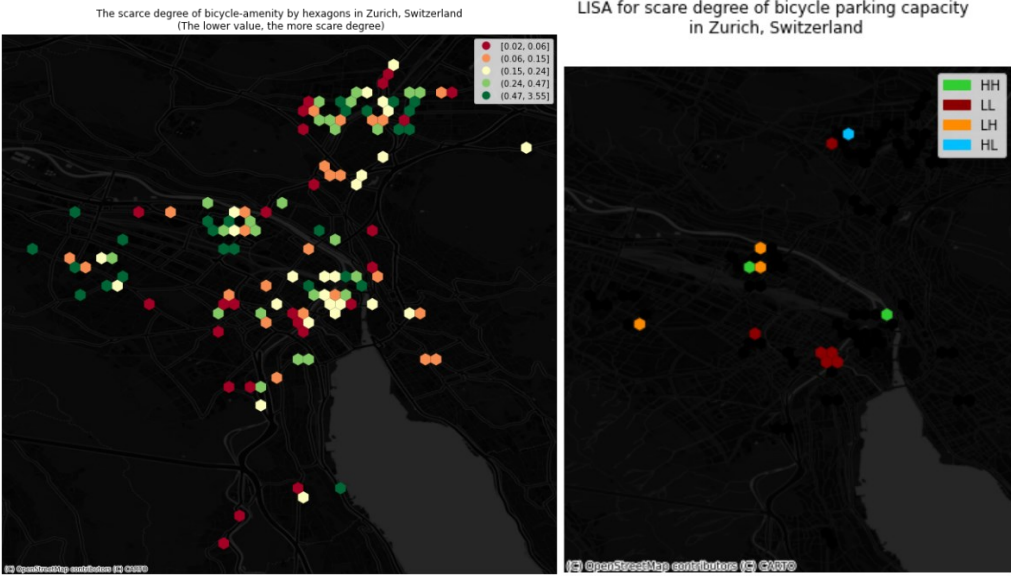 The scarce degree of bicycle-amenity by hexagons in Zurich, Switzerland
(The lower value, the more scare degree)
[0.02, 0.06]
(0.06, 0.15]
(0.15, 0.24]
(0.24, 0.47]
(0.47, 3.55]
(C) OpenStreetMap contributors (C) CARTO
LISA for scare degree of bicycle parking capacity
in Zurich, Switzerland
HH
LL
LH
HL
(C) OpenStreetMap contributors (C) CARTO